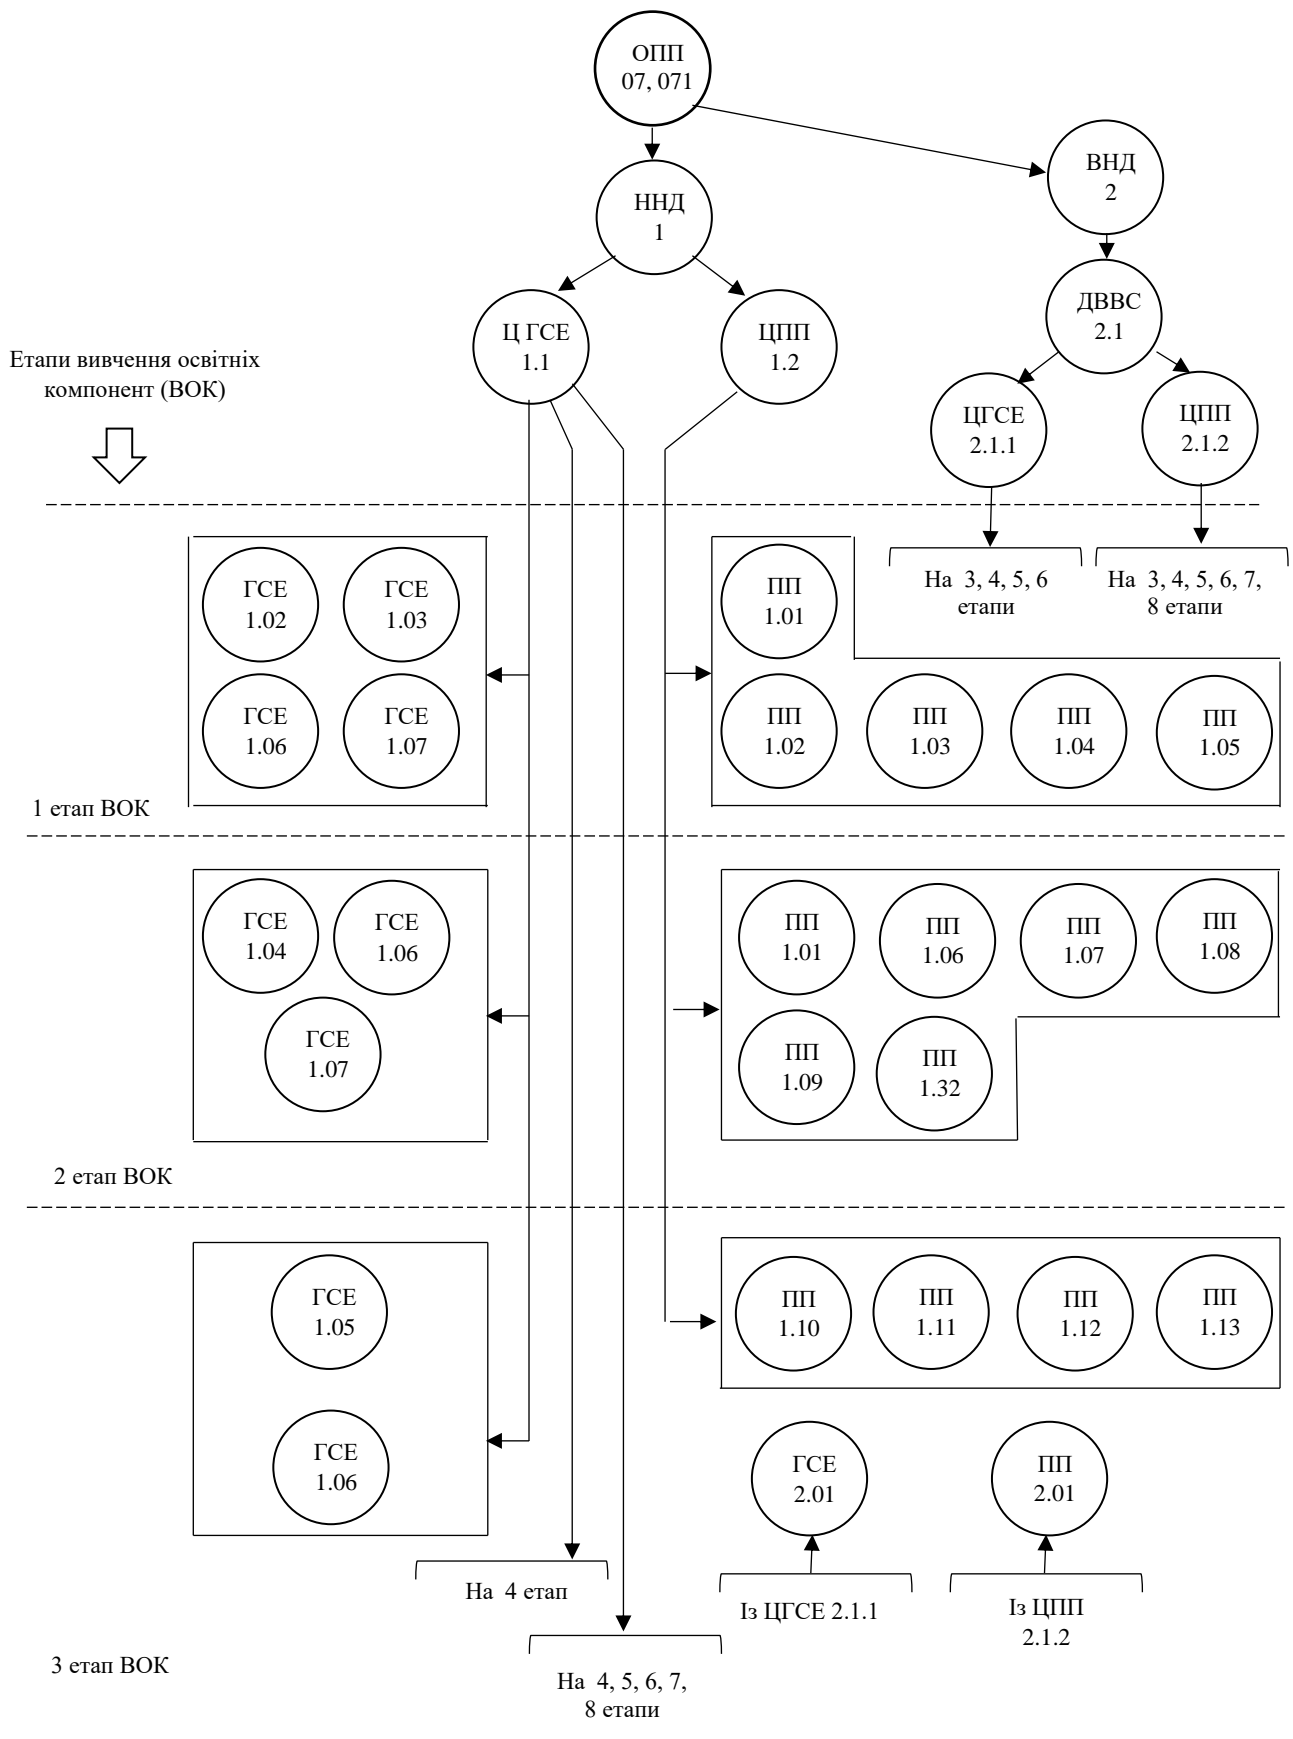 ОПП
07, 071
ВНД
2
ННД
1
ДВВС
2.1
Ц ГСЕ
1.1
ЦПП
1.2
Етапи вивчення освітніх
компонент (ВОК)
ЦГСЕ
2.1.1
ЦПП
2.1.2
На 3, 4, 5, 6
етапи
На 3, 4, 5, 6, 7,
8 етапи
ГСЕ
1.02
ГСЕ
1.03
ПП
1.01
ГСЕ
1.06
ГСЕ
1.07
ПП
1.02
ПП
1.03
ПП
1.04
ПП
1.05
1 етап ВОК
ГСЕ
1.04
ГСЕ
1.06
ГСЕ
1.07
ПП
1.01
ПП
1.06
ПП
1.07
ПП
1.08
ПП
1.09
ПП
1.32
2 етап ВОК
ГСЕ
1.05
ГСЕ
1.06
ПП
1.10
ПП
1.11
ПП
1.12
ПП
1.13
ГСЕ
2.01
ПП
2.01
На 4 етап
Із ЦГСЕ 2.1.1
Із ЦПП
2.1.2
3 етап ВОК
На 4, 5, 6, 7,
8 етапи